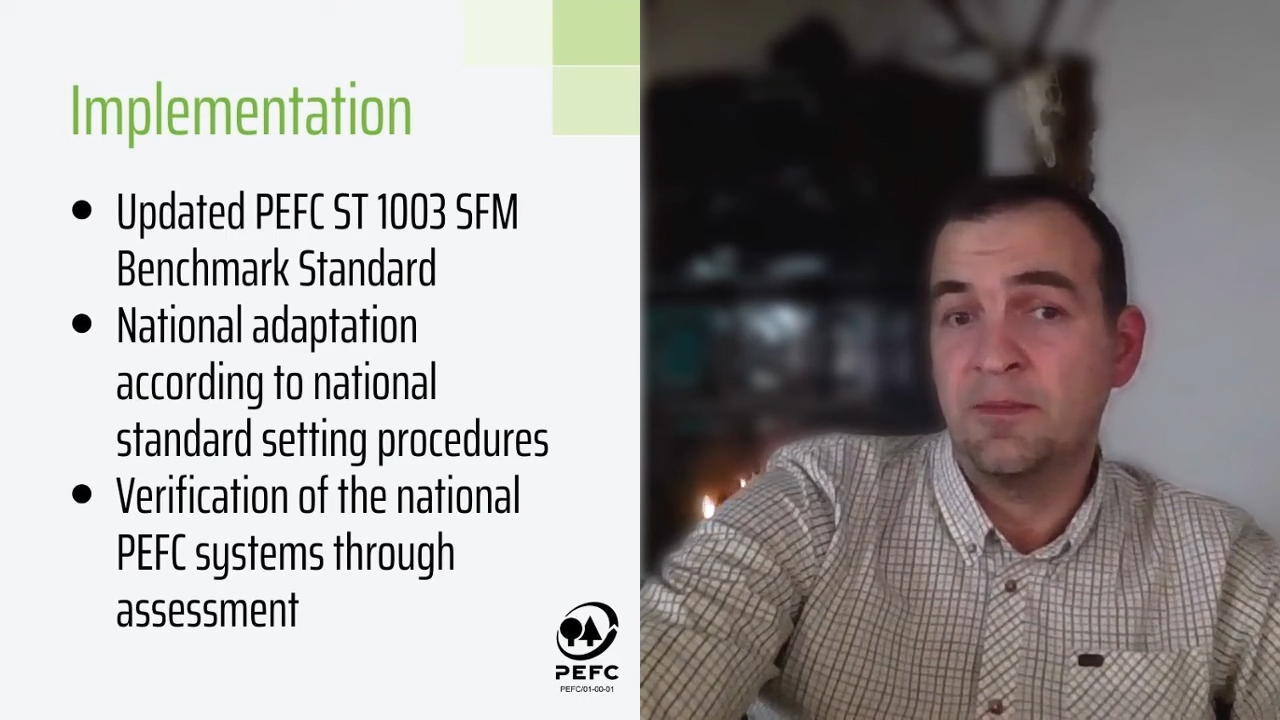 Implementation
● Updated PEFC ST 1003 SFM
Benchmark Standard
● National adaptation
according to national
standard setting procedures
● Verification of the national
PEFC systems through
assessment
PEFC
PEFC/01-00-01